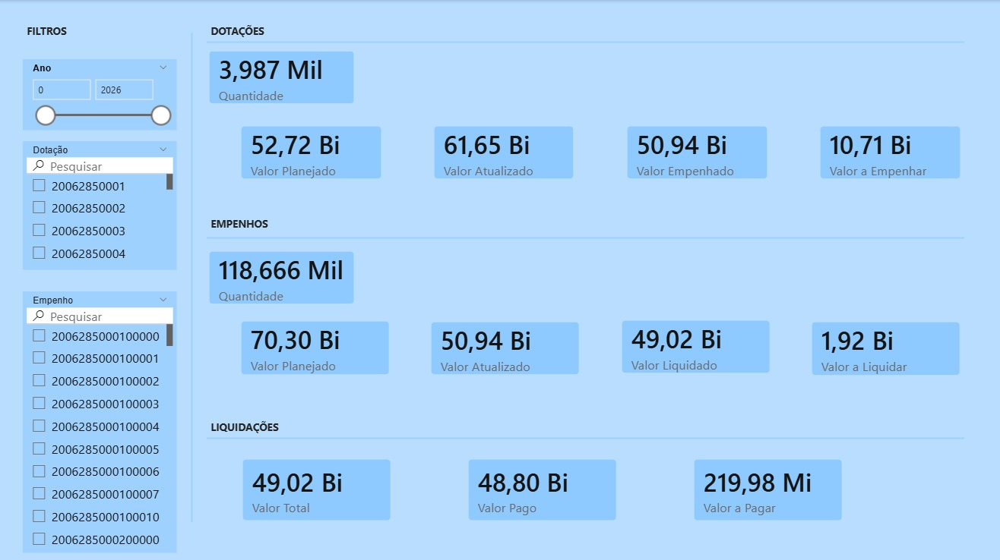 FILTROS
Ano
0 2026
Dotação
Pesquisar
20062850001
20062850002
20062850003
20062850004
Empenho
Pesquisar
2006285000100000
2006285000100001
2006285000100002
2006285000100003
2006285000100004
2006285000100005
2006285000100006
2006285000100007
2006285000100010
2006285000200000
DOTAÇÕES
3,987 Mil
Quantidade
52,72 Bi
Valor Planejado
61,65 Bi
Valor Atualizado
50,94 Bi
Valor Empenhado
10,71 Bi
Valor a Empenhar
EMPENHOS
118,666 Mil
Quantidade
70,30 Bi
Valor Planejado
50,94 Bi
Valor Atualizado
49,02 Bi
Valor Liquidado
1,92 Bi
Valor a Liquidar
LIQUIDAÇÕES
49,02 Bi
Valor Total
48,80 Bi
Valor Pago
219,98 Mi
Valor a Pagar